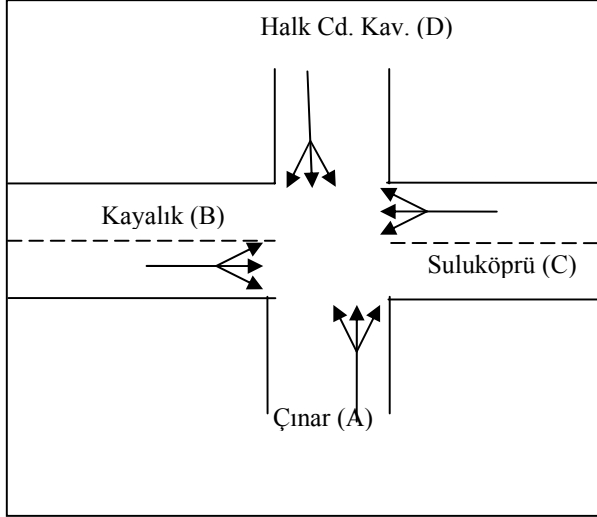 Halk Cd. Kav. (D)
Kayalık (B)
Suluköprü (C)
Çınar (A)